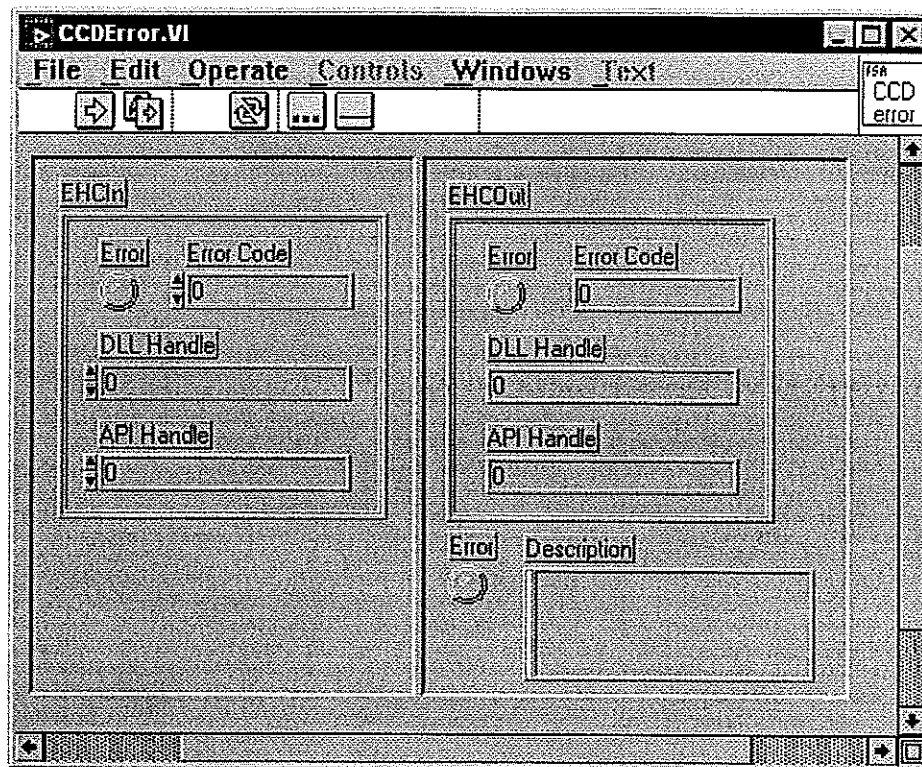 CCDError.VI
File Edit Operate Controls Windows Text
FSR
CCD
error
EHCIn
Error Error Code
0
DLL Handle
0
API Handle
0
EHCOut
Error Error Code
0
DLL Handle
0
API Handle
0
Error Description